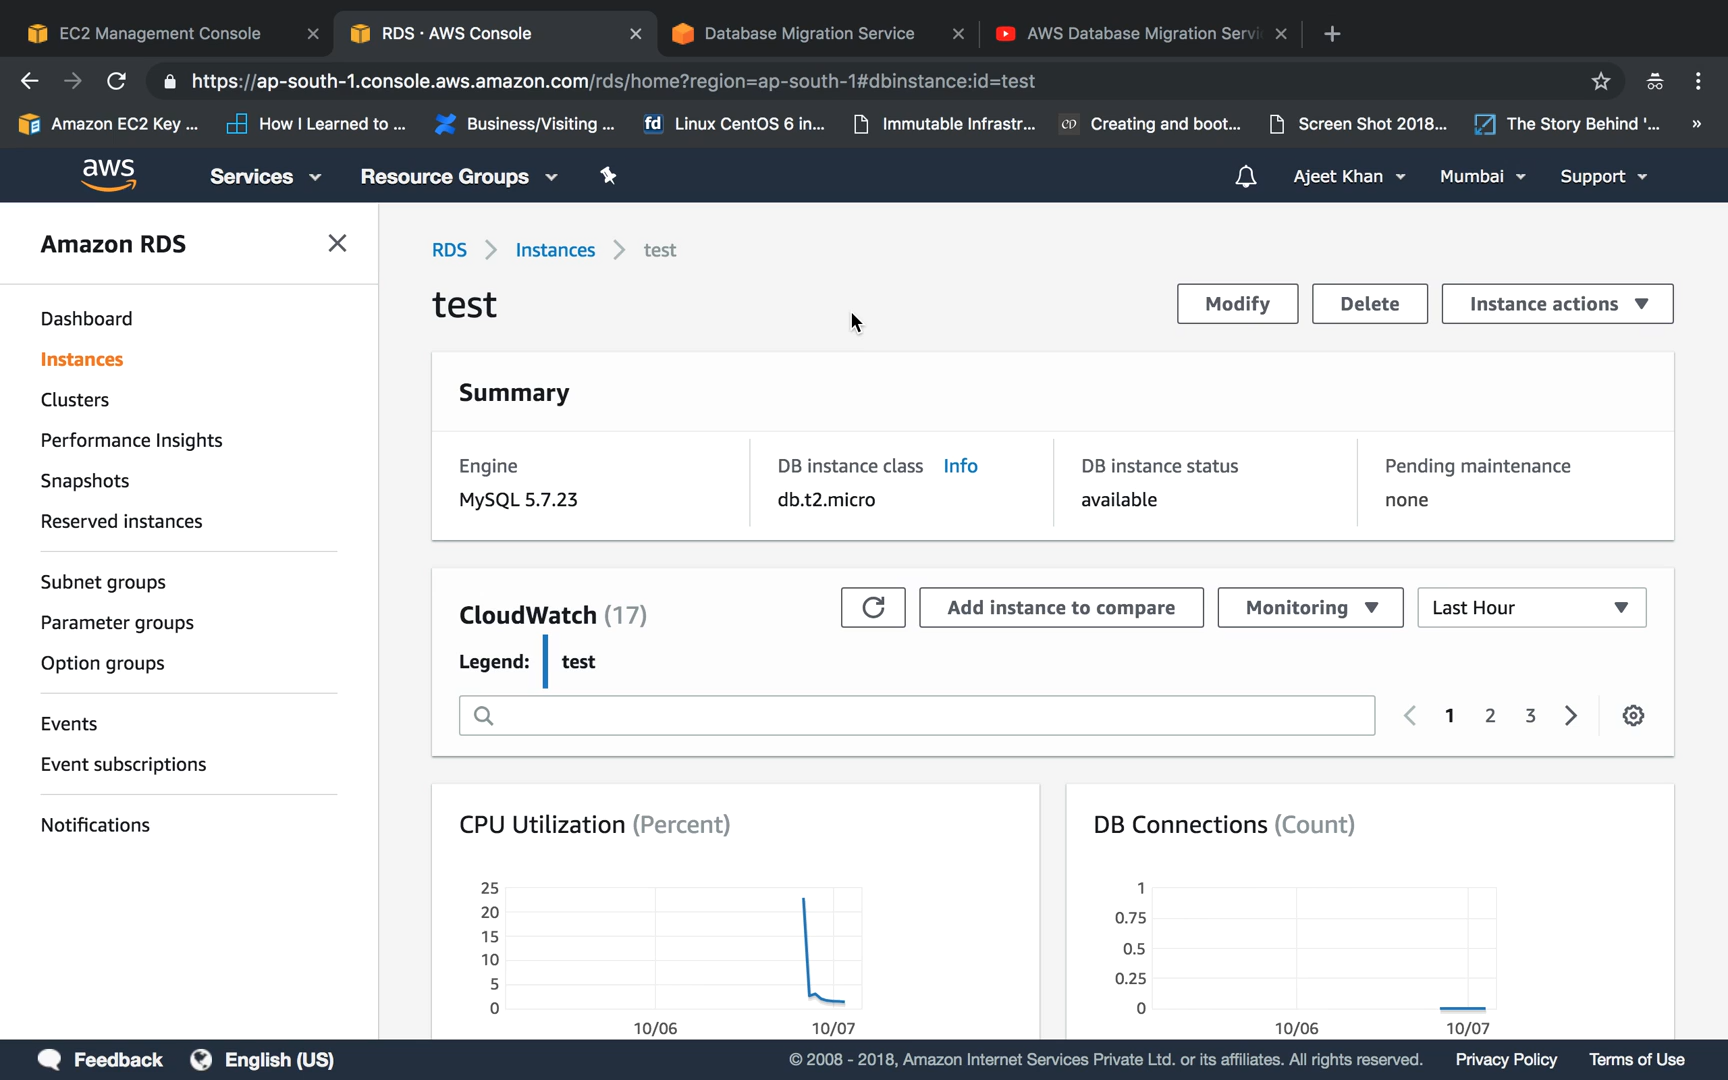 EC2 Management Console
RDS · AWS Console
Database Migration Service
AWS Database Migration Servi
https://ap-south-1.console.aws.amazon.com/rds/home?region=ap-south-1#dbinstance:id=test
Amazon EC2 Key ...
How I Learned to ...
Business/Visiting ...
fd Linux CentOS 6 in...
Immutable Infrastr...
CD Creating and boot...
Screen Shot 2018...
The Story Behind '...
»
aws
Services
Resource Groups
Ajeet Khan
Mumbai
Support
Amazon RDS
Dashboard
Instances
Clusters
Performance Insights
Snapshots
Reserved instances
Subnet groups
Parameter groups
Option groups
Events
Event subscriptions
Notifications
RDS > Instances > test
test
Modify
Delete
Instance actions
Summary
Engine
MySQL 5.7.23
DB instance class Info
db.t2.micro
DB instance status
available
Pending maintenance
none
CloudWatch (17)
Add instance to compare
Monitoring
Last Hour
Legend: test
1 2 3
CPU Utilization (Percent)
25
20
15
10
5
0
10/06 10/07
DB Connections (Count)
1
0.75
0.5
0.25
0
10/06 10/07
Feedback
English (US)
© 2008 - 2018, Amazon Internet Services Private Ltd. or its affiliates. All rights reserved.
Privacy Policy
Terms of Use